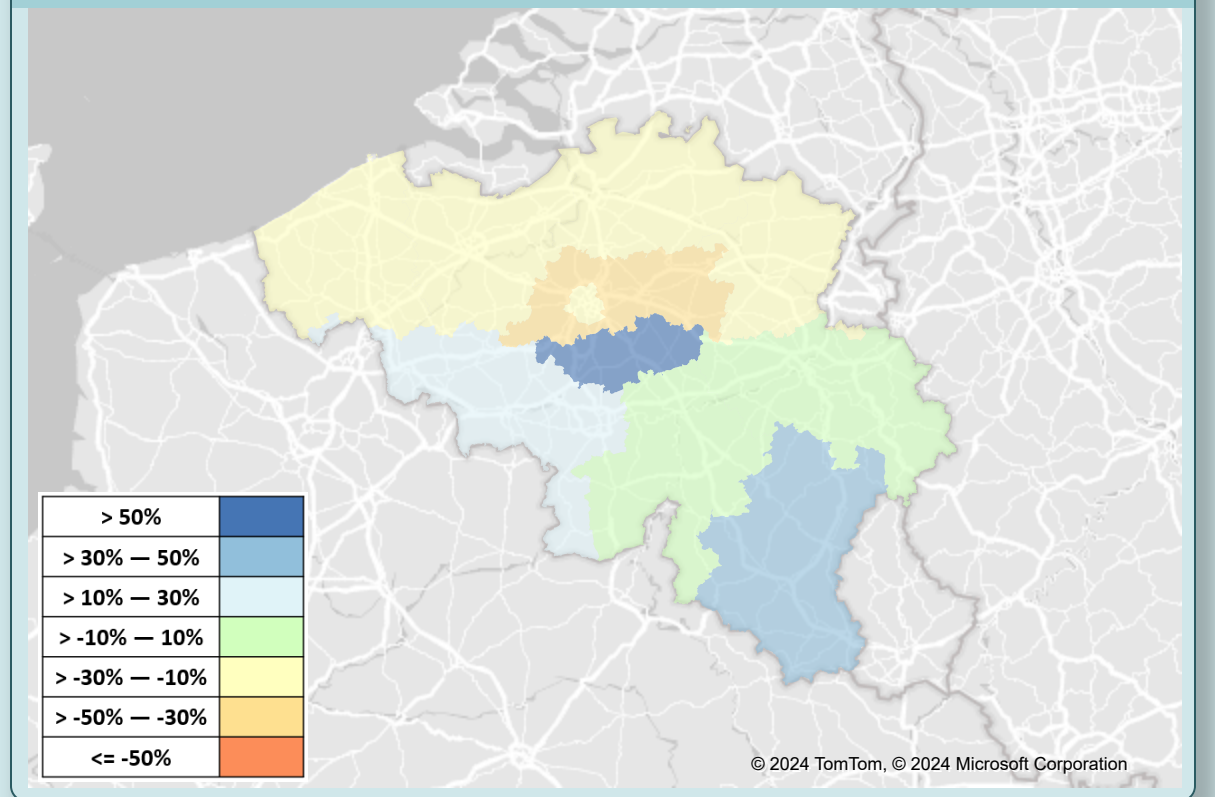 > 50%
> 30% — 50%
> 10% — 30%
> -10% — 10%
> -30% — -10%
> -50% — -30%
<= -50%
© 2024 TomTom, © 2024 Microsoft Corporation